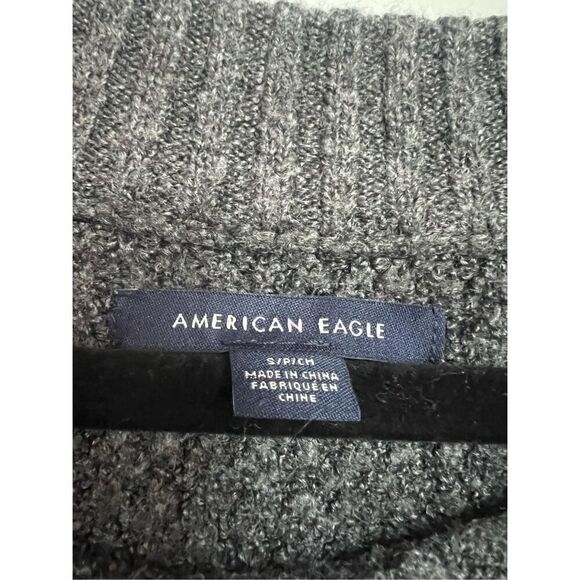 AMERICAN EAGLE
S/P/CH
MADE IN CHINA
FABRIQUÉ EN
CHINE